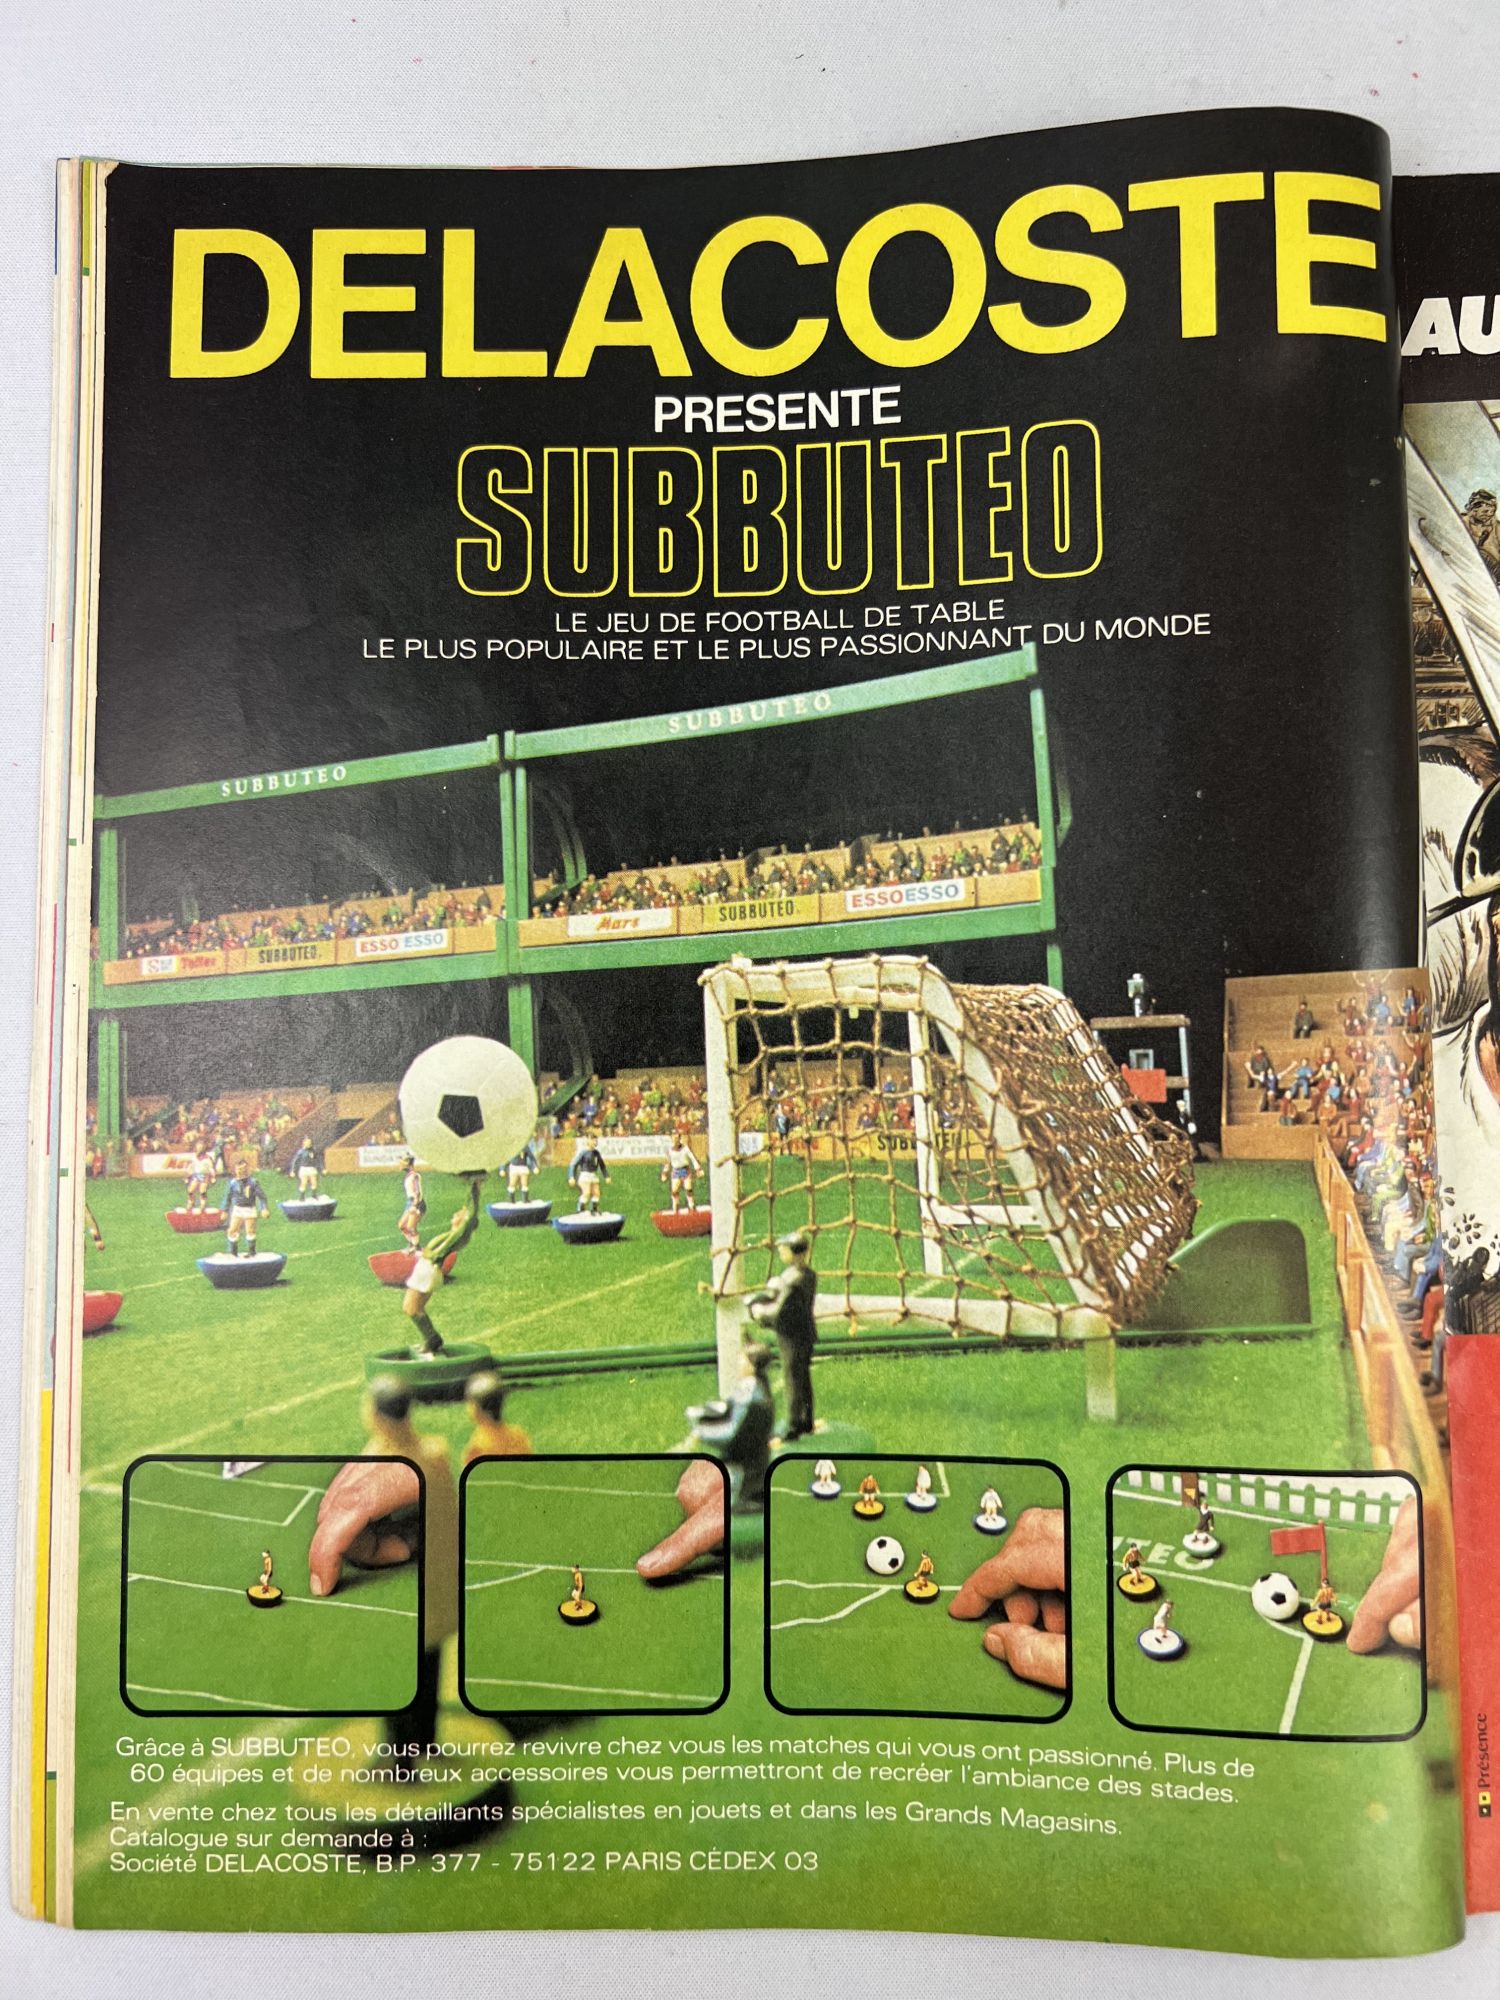 DELACOSTE
PRESENTE
SUBBUTEO
LE JEU DE FOOTBALL DE TABLE
LE PLUS POPULAIRE ET LE PLUS PASSIONNANT DU MONDE
SUBBUTEO
SUBBUTEO
Toffee
SUBBUTEO
ESSO ESSO
Mars
SUBBUTEO
ESSO ESSO
Mars
Grâce à SUBBUTEO, vous pourrez revivre chez vous les matches qui vous ont passionné. Plus de
60 équipes et de nombreux accessoires vous permettront de recréer l'ambiance des stades.
En vente chez tous les détaillants spécialistes en jouets et dans les Grands Magasins.
Catalogue sur demande à :
Société DELACOSTE, B.P. 377 - 75122 PARIS CÉDEX 03
AU
Présence